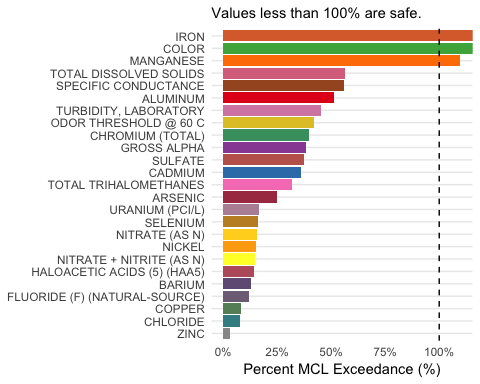 Values less than 100% are safe.
IRON
COLOR
MANGANESE
TOTAL DISSOLVED SOLIDS
SPECIFIC CONDUCTANCE
ALUMINUM
TURBIDITY, LABORATORY
ODOR THRESHOLD @ 60 C
CHROMIUM (TOTAL)
GROSS ALPHA
SULFATE
CADMIUM
TOTAL TRIHALOMETHANES
ARSENIC
URANIUM (PCI/L)
SELENIUM
NITRATE (AS N)
NICKEL
NITRATE + NITRITE (AS N)
HALOACETIC ACIDS (5) (HAA5)
BARIUM
FLUORIDE (F) (NATURAL-SOURCE)
COPPER
CHLORIDE
ZINC
0% 25% 50% 75% 100%
Percent MCL Exceedance (%)